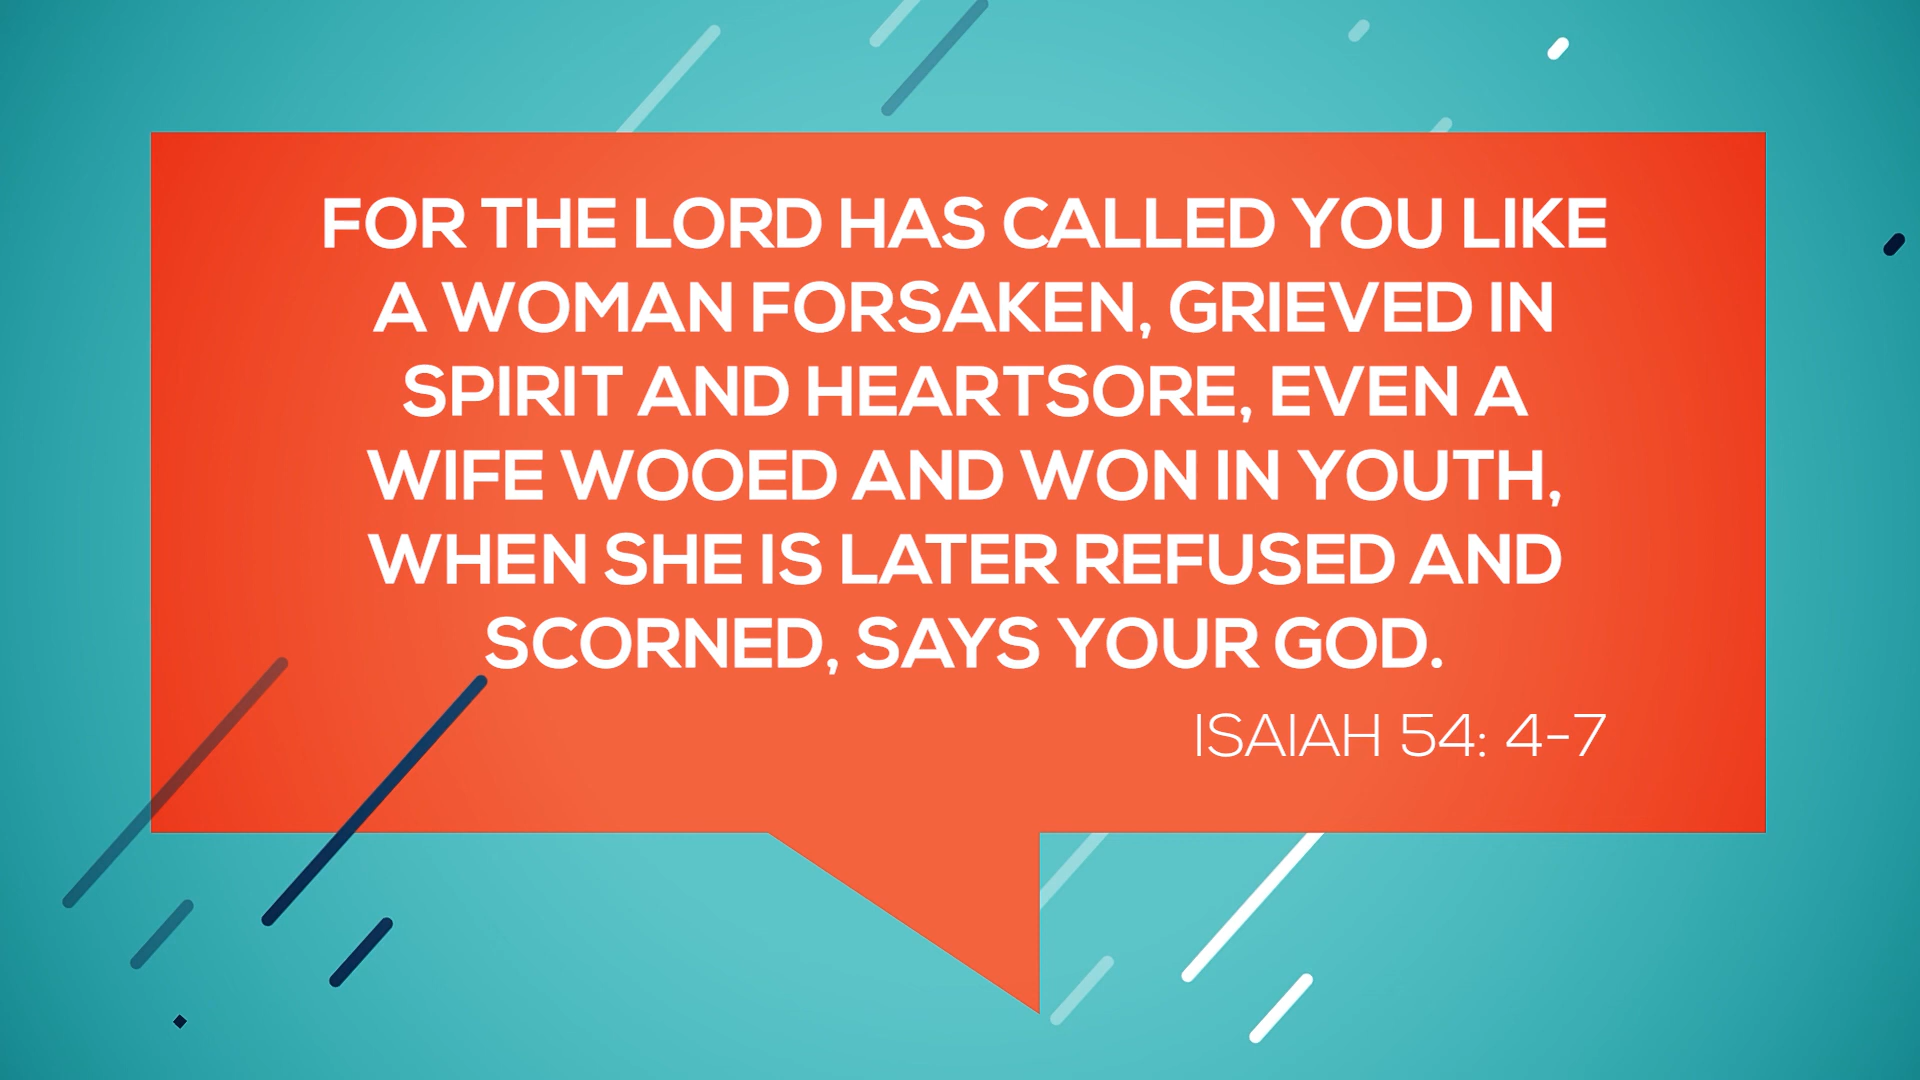 FOR THE LORD HAS CALLED YOU LIKE
A WOMAN FORSAKEN, GRIEVED IN
SPIRIT AND HEARTSORE, EVEN A
WIFE WOOED AND WON IN YOUTH,
WHEN SHE IS LATER REFUSED AND
SCORNED, SAYS YOUR GOD.
ISAIAH 54: 4-7